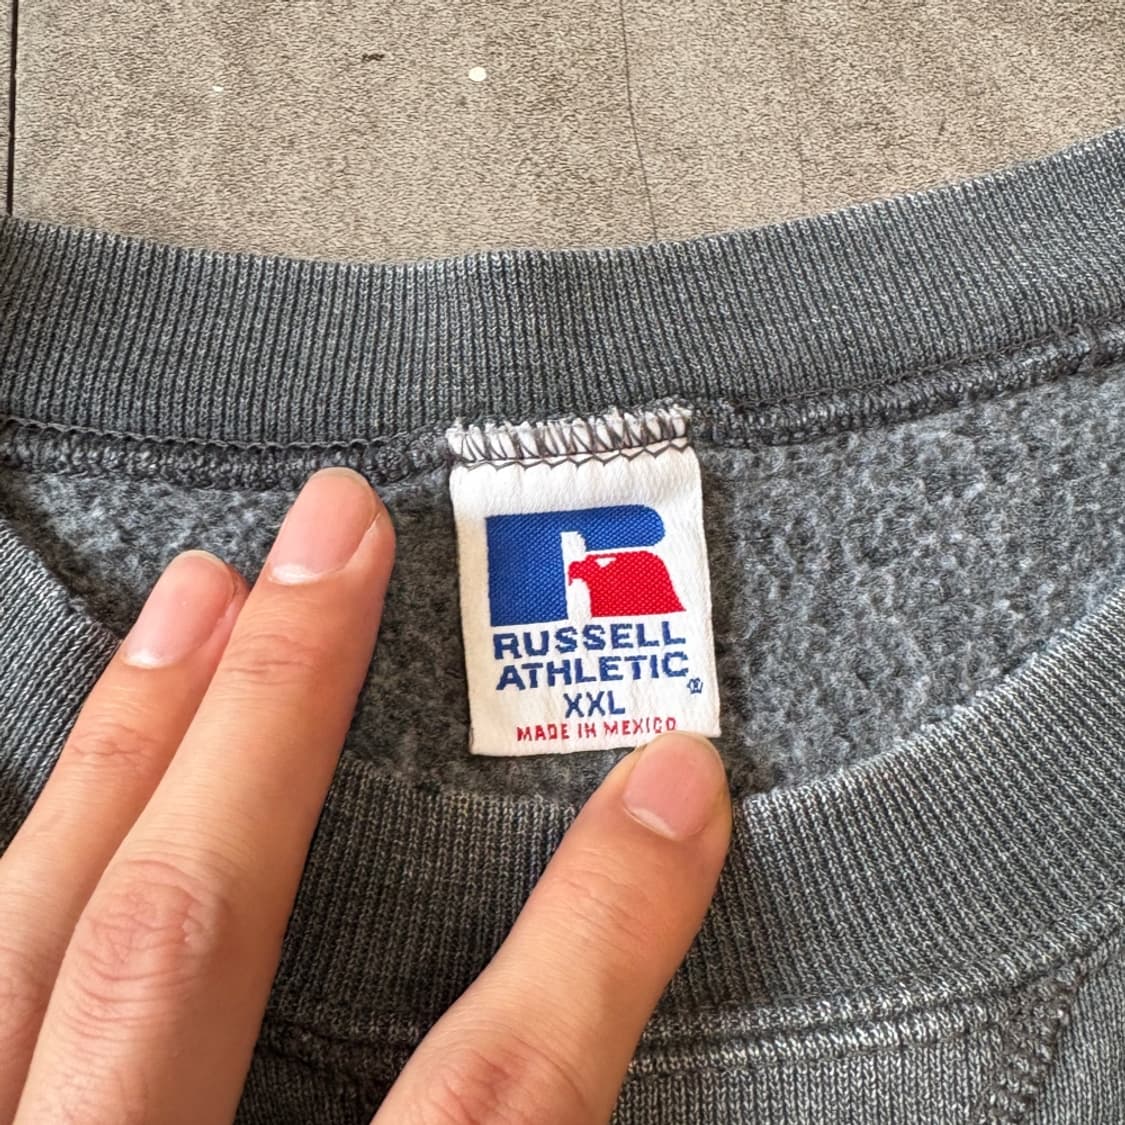 R
RUSSELL
ATHLETIC®
XXL
MADE IN MEXICO